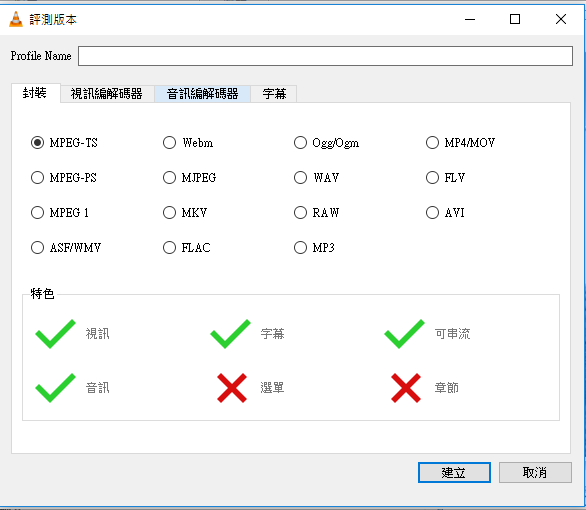 評測版本
Profile Name
封裝 視訊編解碼器 音訊編解碼器 字幕
MPEG-TS Webm Ogg/Ogm MP4/MOV
MPEG-PS MJPEG WAV FLV
MPEG 1 MKV RAW AVI
ASF/WMV FLAC MP3
特色
視訊 字幕 可串流
音訊 選單 章節
建立 取消